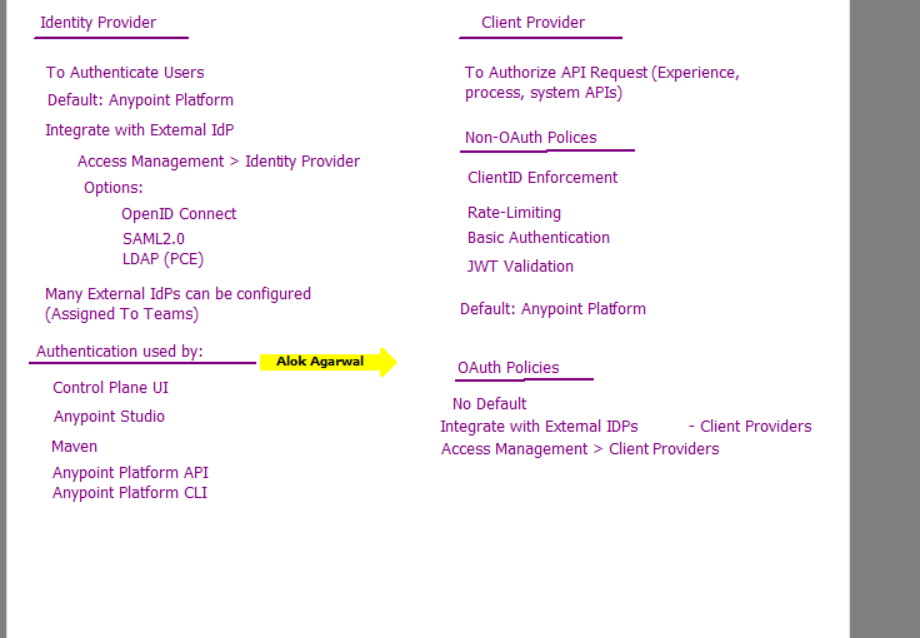 Identity Provider
To Authenticate Users
Default: Anypoint Platform
Integrate with External IdP
Access Management > Identity Provider
Options:
OpenID Connect
SAML2.0
LDAP (PCE)
Many External IdPs can be configured
(Assigned To Teams)
Authentication used by:
Alok Agarwal
Control Plane UI
Anypoint Studio
Maven
Anypoint Platform API
Anypoint Platform CLI
Client Provider
To Authorize API Request (Experience,
process, system APIs)
Non-OAuth Polices
ClientID Enforcement
Rate-Limiting
Basic Authentication
JWT Validation
Default: Anypoint Platform
OAuth Policies
No Default
Integrate with External IDPs - Client Providers
Access Management > Client Providers